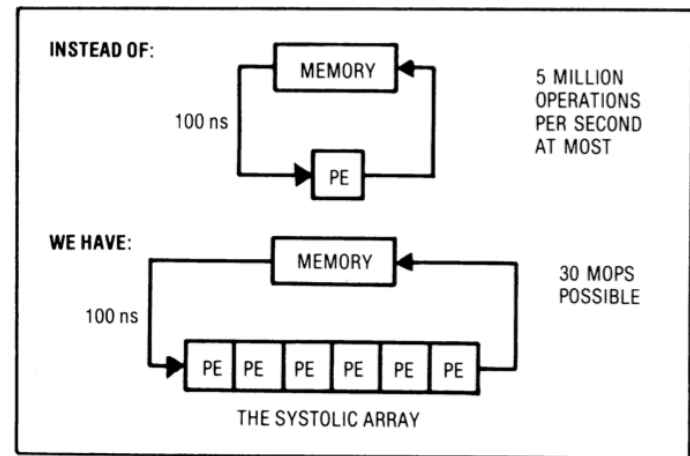 INSTEAD OF:
MEMORY
100 ns
PE
5 MILLION
OPERATIONS
PER SECOND
AT MOST
WE HAVE:
MEMORY
100 ns
30 MOPS
POSSIBLE
PE PE PE PE PE PE
THE SYSTOLIC ARRAY